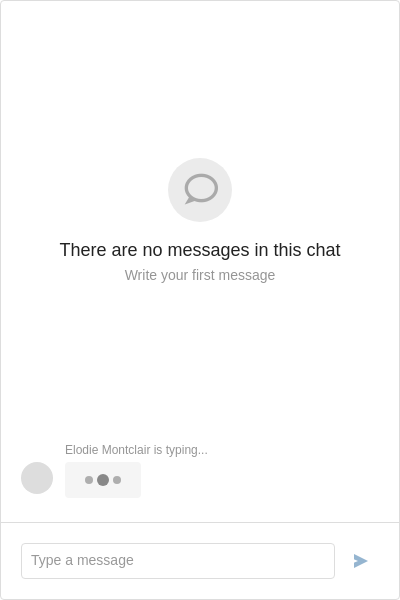 There are no messages in this chat
Write your first message
Elodie Montclair is typing...
Type a message